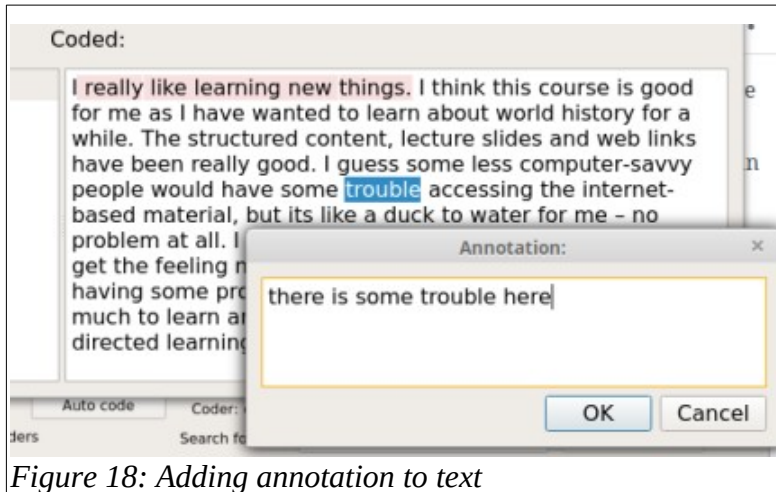 Coded:
I really like learning new things. I think this course is good
for me as I have wanted to learn about world history for a
while. The structured content, lecture slides and web links
have been really good. I guess some less computer-savvy
people would have some trouble accessing the internet-
based material, but its like a duck to water for me – no
problem at all. I
get the feeling
having some
much to learn
directed learning
Annotation:
there is some trouble here
OK Cancel
Auto code Coder:
Search
Figure 18: Adding annotation to text